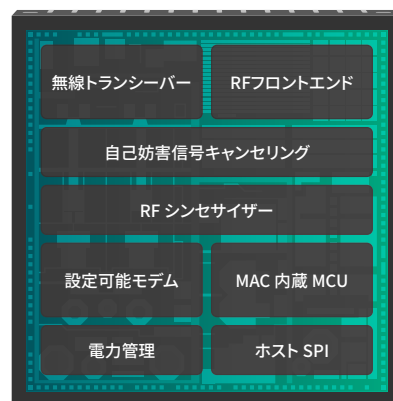 無線トランシーバー
RFフロントエンド
自己妨害信号キャンセリング
RF シンセサイザー
設定可能モデム
MAC 内蔵 MCU
電力管理
ホスト SPI